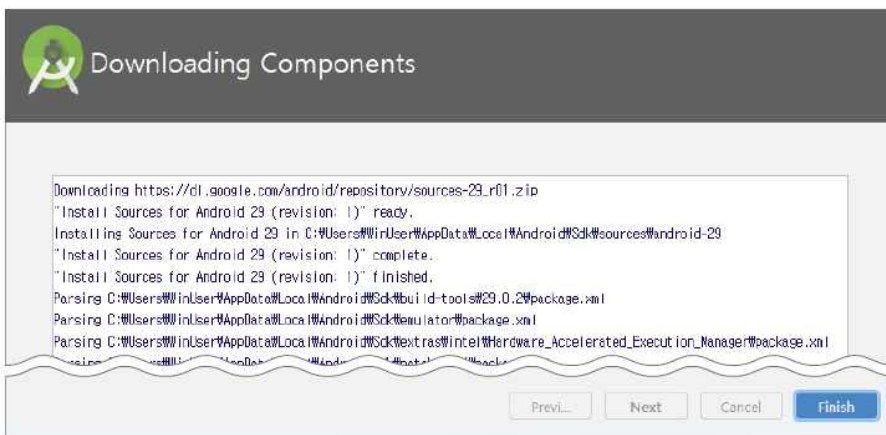 Downloading Components
Downloading https://dl.google.com/android/repository/sources-29_r01.zip
"Install Sources for Android 29 (revision: 1)" ready.
Installing Sources for Android 29 in C:₩Users₩WinUser₩AppData₩Local₩Android₩Sdk₩sources₩android-29
"Install Sources for Android 29 (revision: 1)" complete.
"Install Sources for Android 29 (revision: 1)" finished.
Parsing C:₩Users₩WinUser₩AppData₩Local₩Android₩Sdk₩build-tools₩29.0.2₩package.xml
Parsing C:₩Users₩WinUser₩AppData₩Local₩Android₩Sdk₩emulator₩package.xml
Parsing C:₩Users₩WinUser₩AppData₩Local₩Android₩Sdk₩extras₩intel₩Hardware_Accelerated_Execution_Manager₩package.xml
Previ...
Next
Cancel
Finish